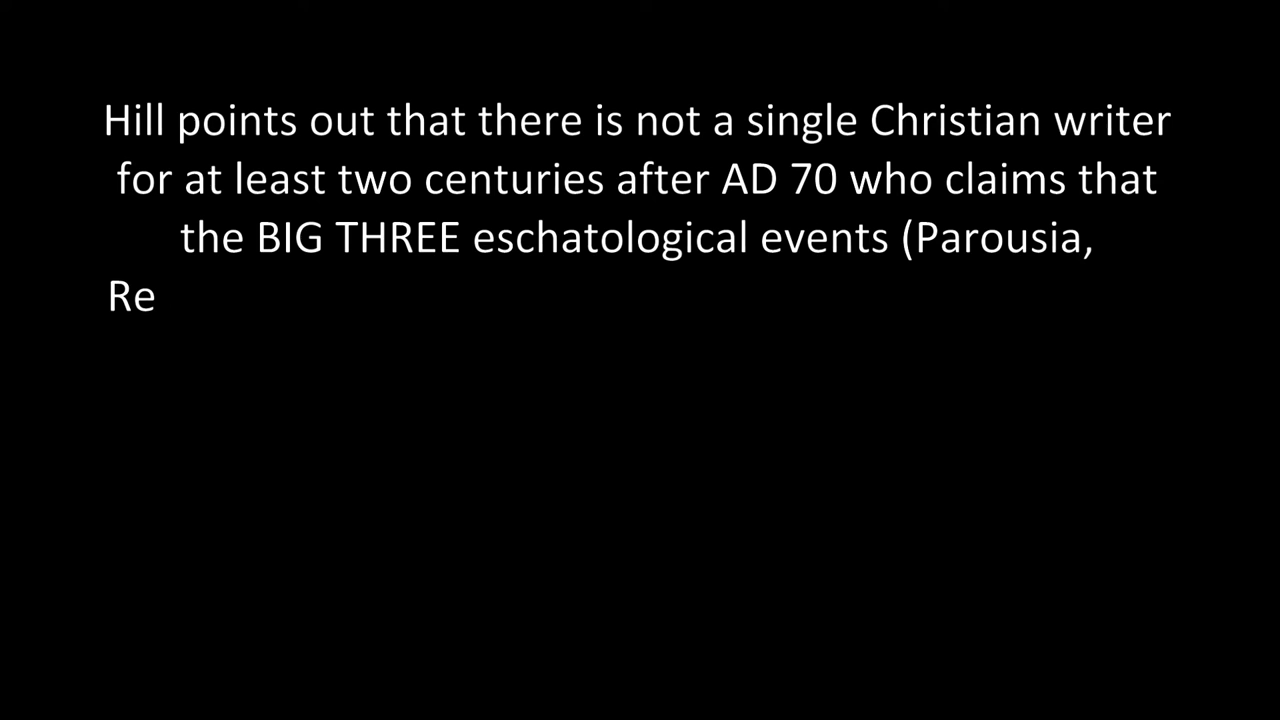 Hill points out that there is not a single Christian writer
for at least two centuries after AD 70 who claims that
the BIG THREE eschatological events (Parousia,
Re